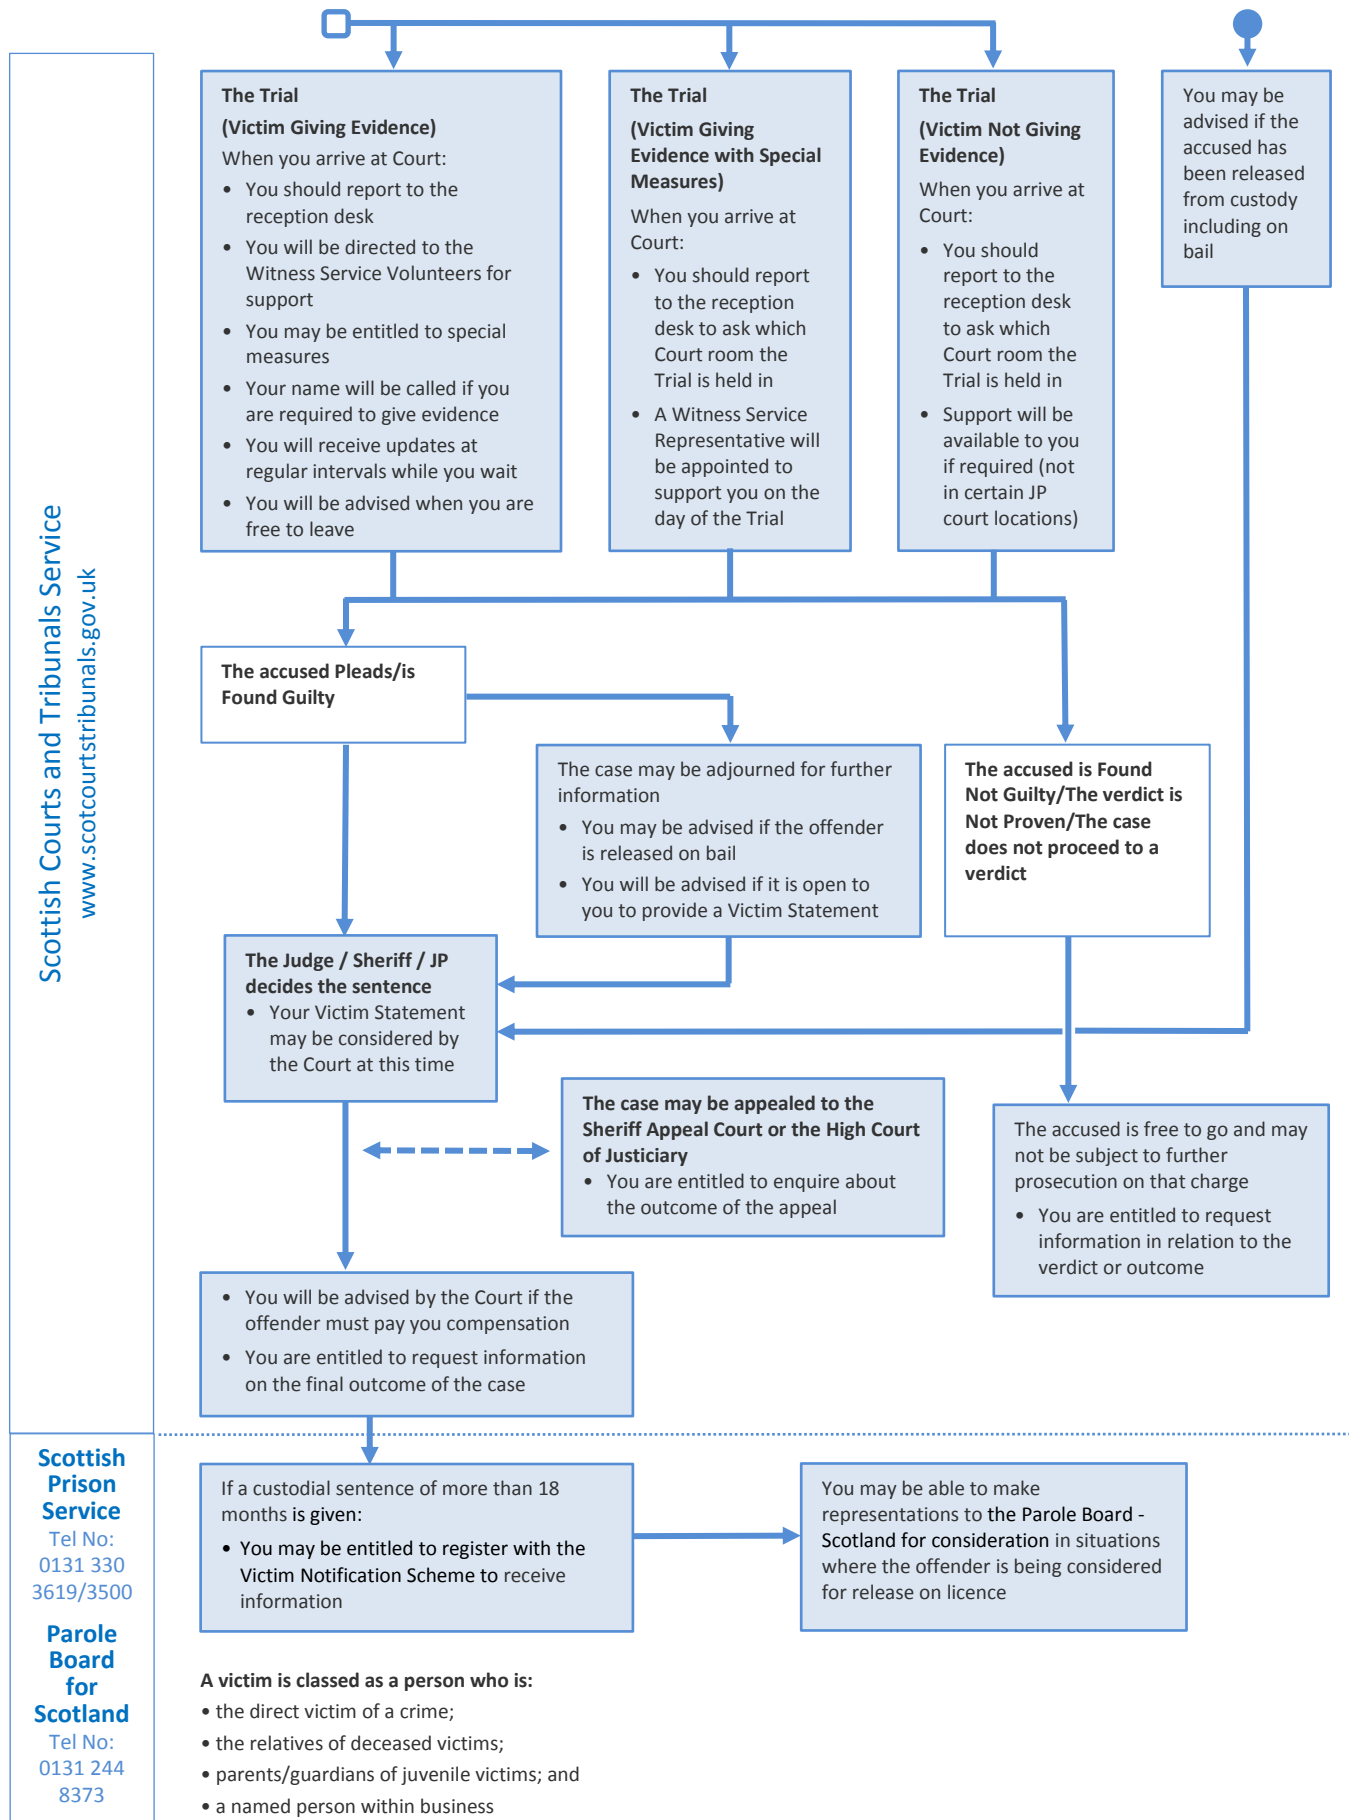 Scottish Courts and Tribunals Service
www.scotcourtstribunals.gov.uk
The Trial
(Victim Giving Evidence)
When you arrive at Court:
• You should report to the
reception desk
• You will be directed to the
Witness Service Volunteers for
support
• You may be entitled to special
measures
• Your name will be called if you
are required to give evidence
• You will receive updates at
regular intervals while you wait
• You will be advised when you are
free to leave
The Trial
(Victim Giving
Evidence with Special
Measures)
When you arrive at
Court:
• You should report
to the reception
desk to ask which
Court room the
Trial is held in
• A Witness Service
Representative will
be appointed to
support you on the
day of the Trial
The Trial
(Victim Not Giving
Evidence)
When you arrive at
Court:
• You should
report to the
reception desk
to ask which
Court room the
Trial is held in
• Support will be
available to you
if required (not
in certain JP
court locations)
You may be
advised if the
accused has
been released
from custody
including on
bail
The accused Pleads/is
Found Guilty
The case may be adjourned for further
information
• You may be advised if the offender
is released on bail
• You will be advised if it is open to
you to provide a Victim Statement
The accused is Found
Not Guilty/The verdict is
Not Proven/The case
does not proceed to a
verdict
The Judge / Sheriff / JP
decides the sentence
• Your Victim Statement
may be considered by
the Court at this time
The case may be appealed to the
Sheriff Appeal Court or the High Court
of Justiciary
• You are entitled to enquire about
the outcome of the appeal
The accused is free to go and may
not be subject to further
prosecution on that charge
• You are entitled to request
information in relation to the
verdict or outcome
• You will be advised by the Court if the
offender must pay you compensation
• You are entitled to request information
on the final outcome of the case
Scottish
Prison
Service
Tel No:
0131 330
3619/3500
Parole
Board
for
Scotland
Tel No:
0131 244
8373
If a custodial sentence of more than 18
months is given:
• You may be entitled to register with the
Victim Notification Scheme to receive
information
You may be able to make
representations to the Parole Board -
Scotland for consideration in situations
where the offender is being considered
for release on licence
A victim is classed as a person who is:
• the direct victim of a crime;
• the relatives of deceased victims;
• parents/guardians of juvenile victims; and
• a named person within business